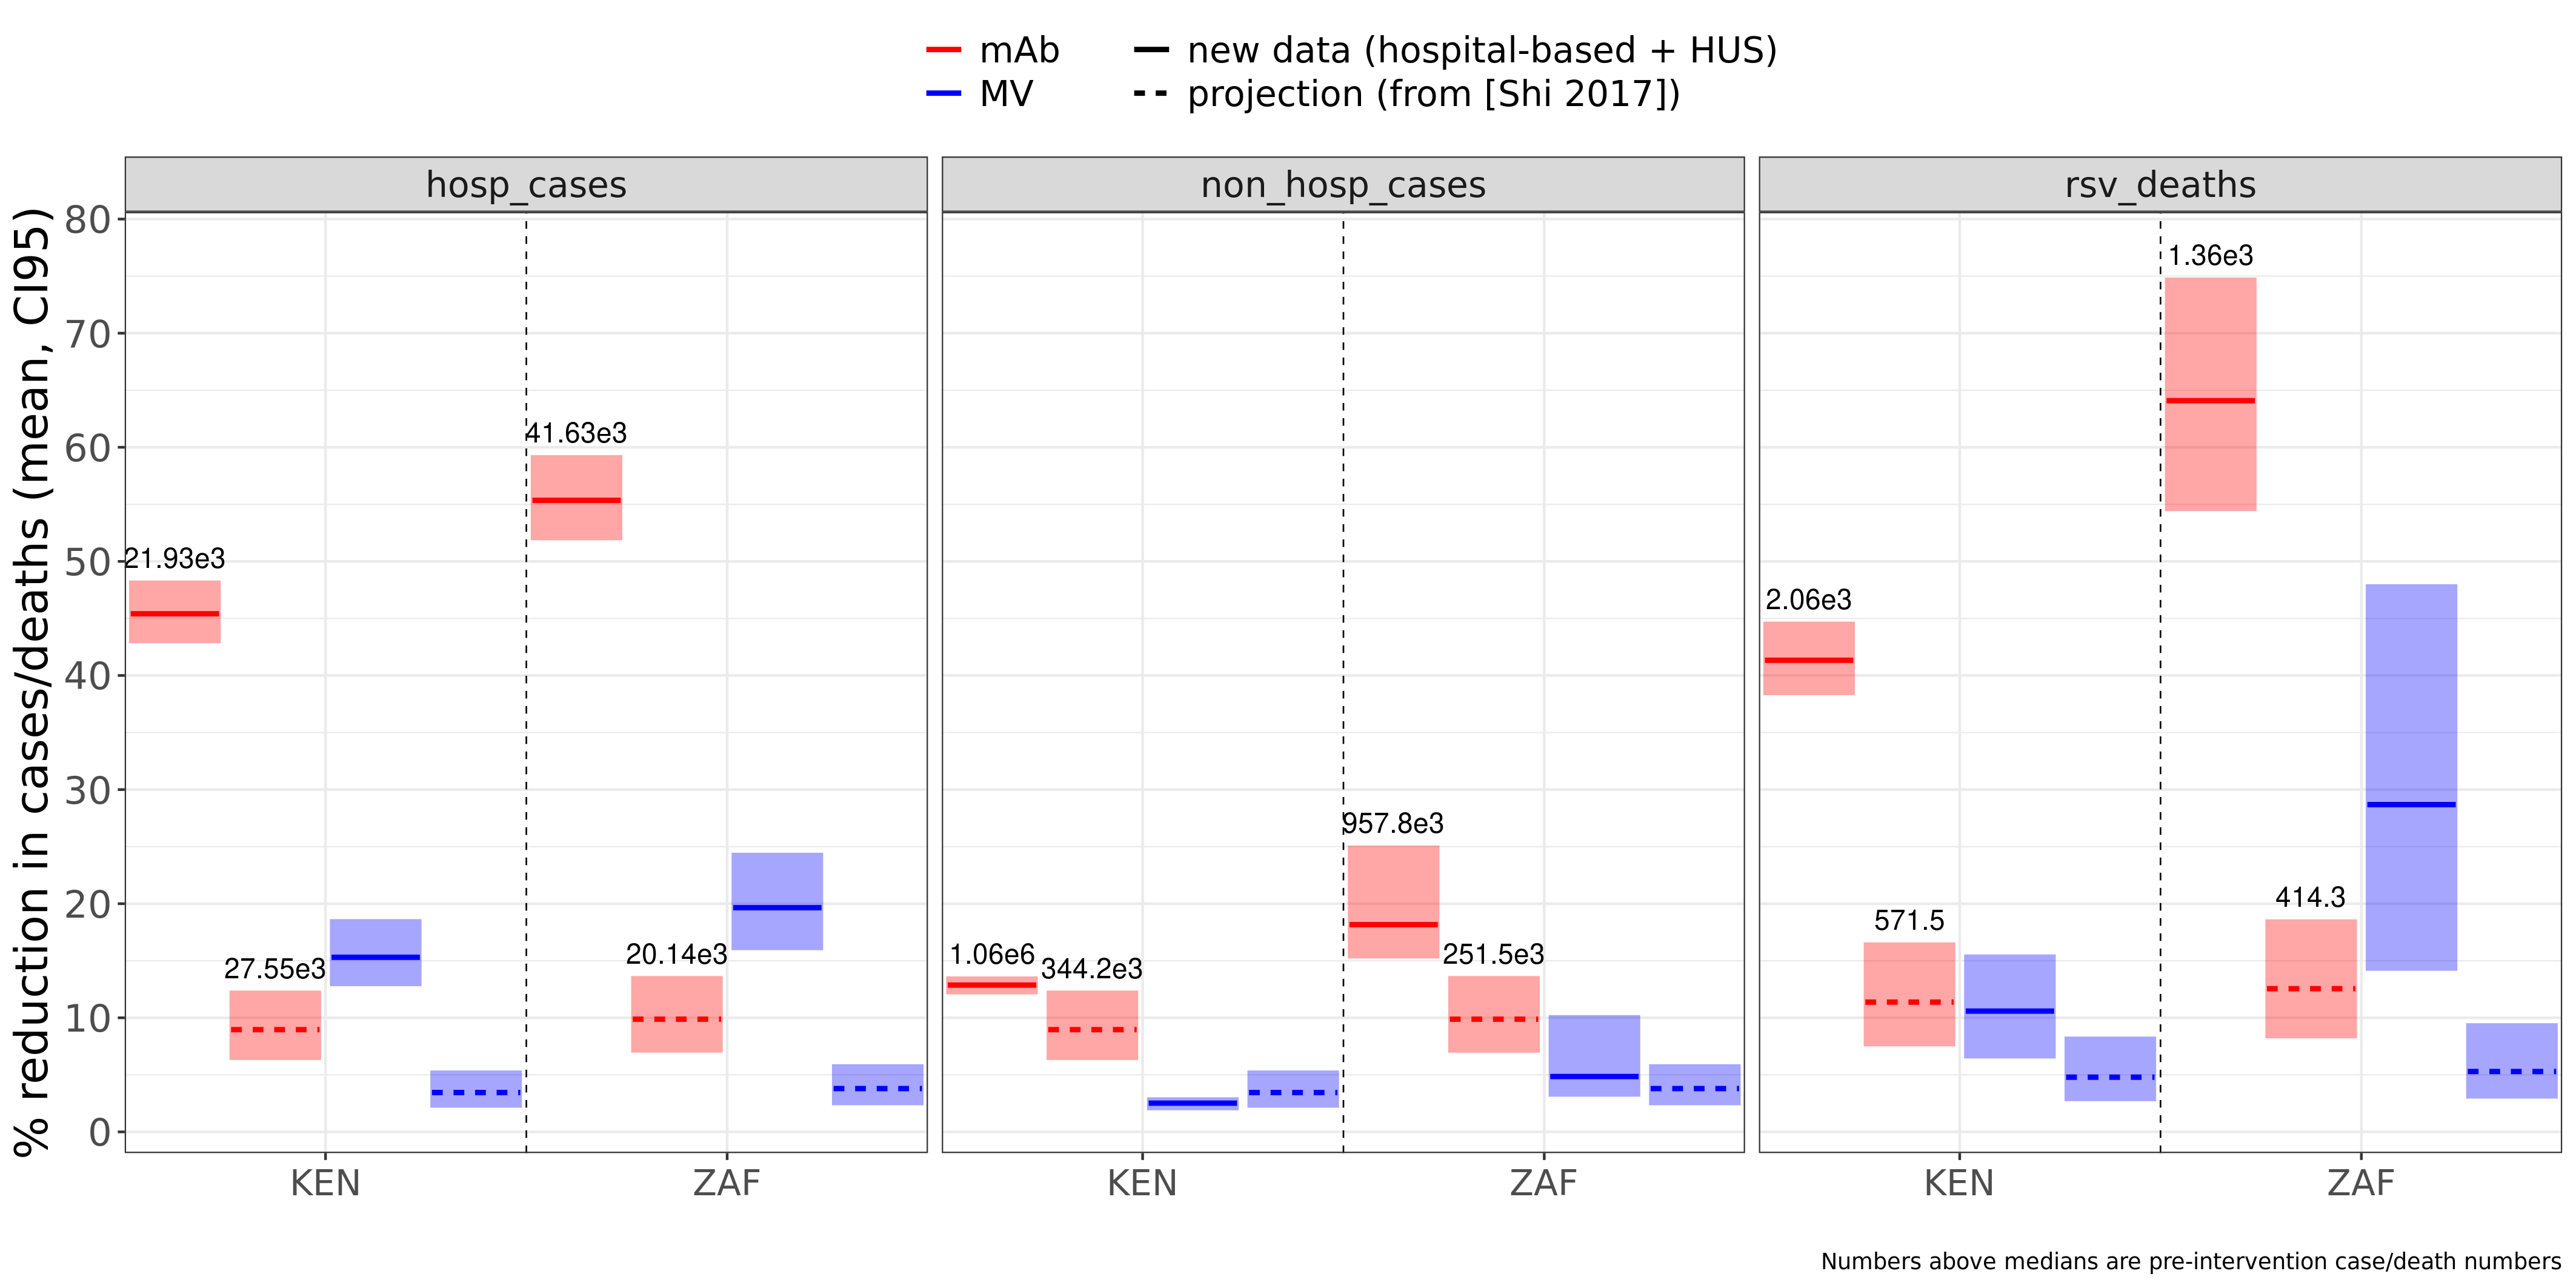 mAb
new data (hospital-based + HUS)
MV
projection (from [Shi 2017])
hosp_cases
non_hosp_cases
rsv_deaths
% reduction in cases/deaths (mean, CI95)
80
70
60
50
40
30
20
10
0
21.93e3
27.55e3
41.63e3
20.14e3
1.06e6
344.2e3
957.8e3
251.5e3
2.06e3
571.5
1.36e3
414.3
KEN
ZAF
KEN
ZAF
KEN
ZAF
Numbers above medians are pre-intervention case/death numbers